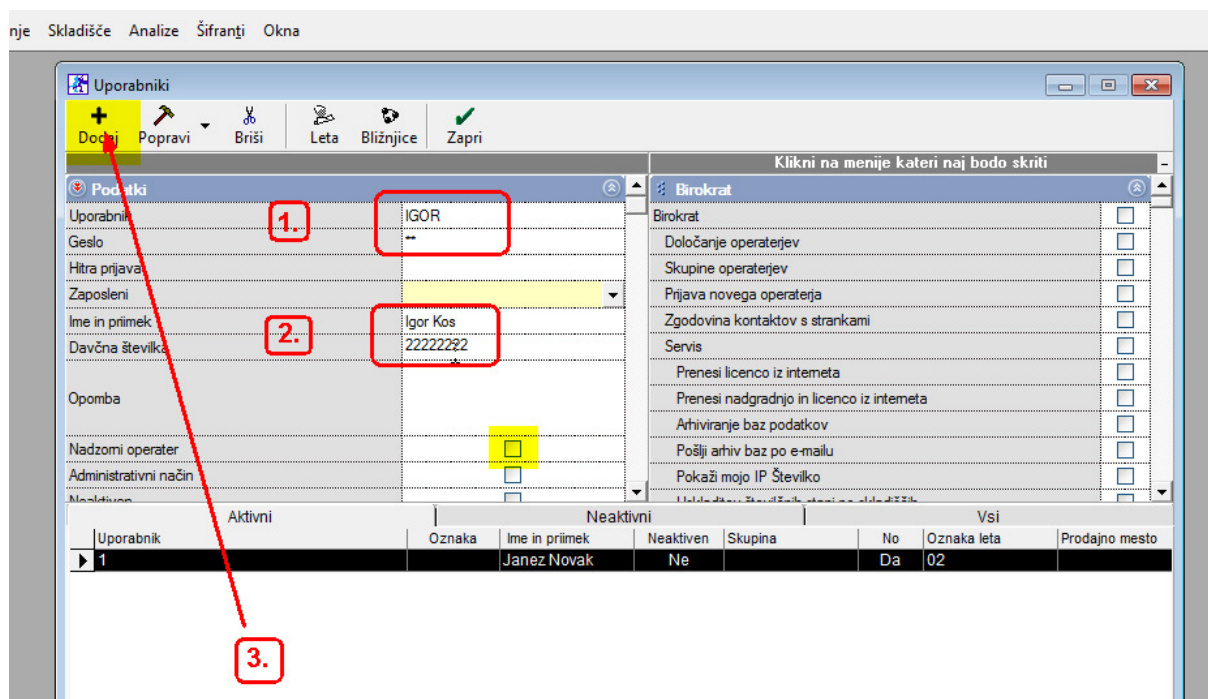 nje Skladišče Analize Šifranti Okna
Uporabniki
Dodaj Popravi Briši Leta Bližnjice Zapri
Klikni na menije kateri naj bodo skriti
Podatki
Birokrat
1.
Uporabnik IGOR
Geslo **
Hitra prijava
Zaposleni
Ime in priimek Igor Kos
2.
Davčna številka 22222222
Opomba
Nadzorni operater
Administrativni način
Neaktiven
Birokrat
Določanje operaterjev
Skupine operaterjev
Prijava novega operaterja
Zgodovina kontaktov s strankami
Servis
Prenesi licenco iz interneta
Prenesi nadgradnjo in licenco iz interneta
Arhiviranje baz podatkov
Pošlji arhiv baz po e-mailu
Pokaži mojo IP Številko
Aktivni Neaktivni Vsi
Uporabnik Oznaka Ime in priimek Neaktiven Skupina No Oznaka leta Prodajno mesto
1 Janez Novak Ne Da 02
3.